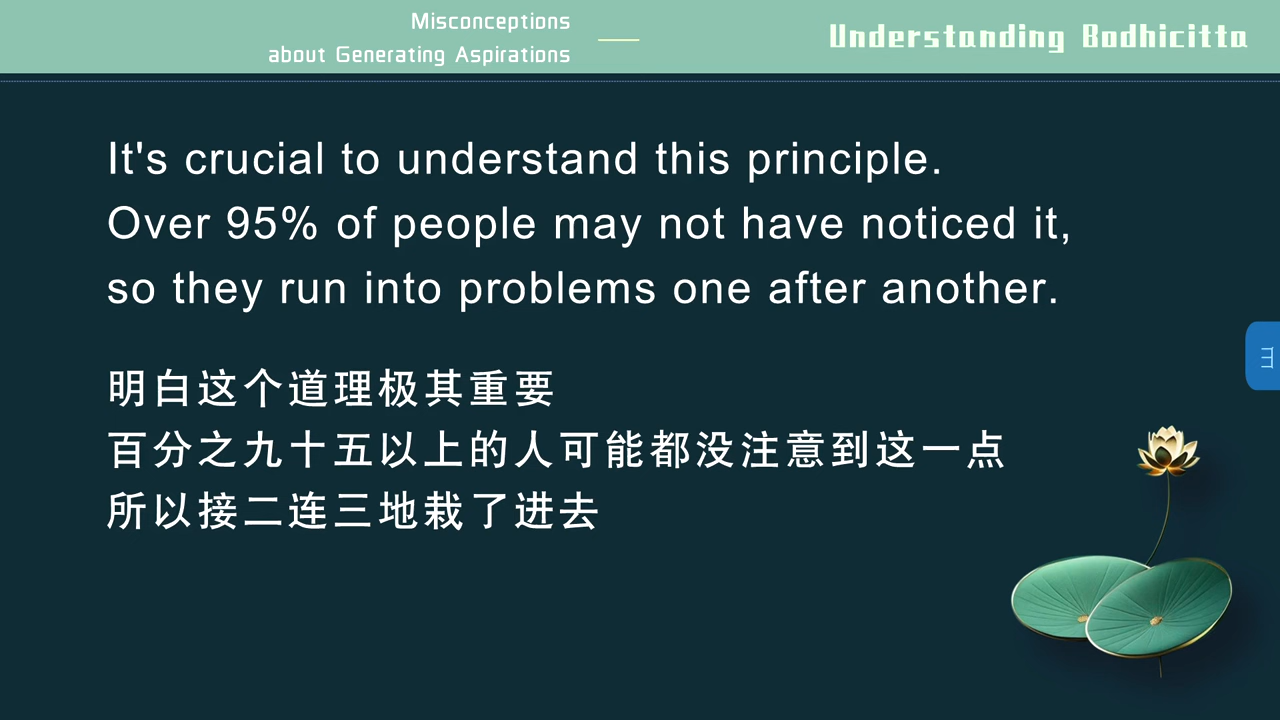 Misconceptions
about Generating Aspirations
Understanding Bodhicitta
It's crucial to understand this principle.
Over 95% of people may not have noticed it,
so they run into problems one after another.
明白这个道理极其重要
百分之九十五以上的人可能都没注意到这一点
所以接二连三地栽了进去